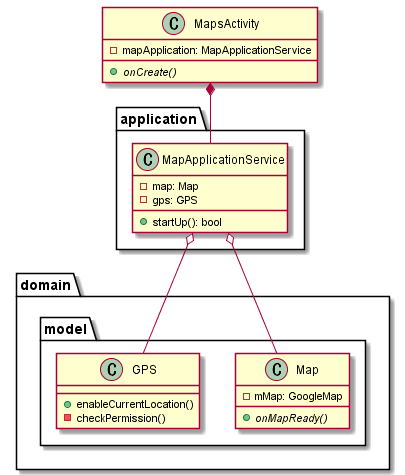 C MapsActivity
mapApplication: MapApplicationService
onCreate()
application
C MapApplicationService
map: Map
gps: GPS
startUp(): bool
domain
model
C GPS
enableCurrentLocation()
checkPermission()
C Map
mMap: GoogleMap
onMapReady()